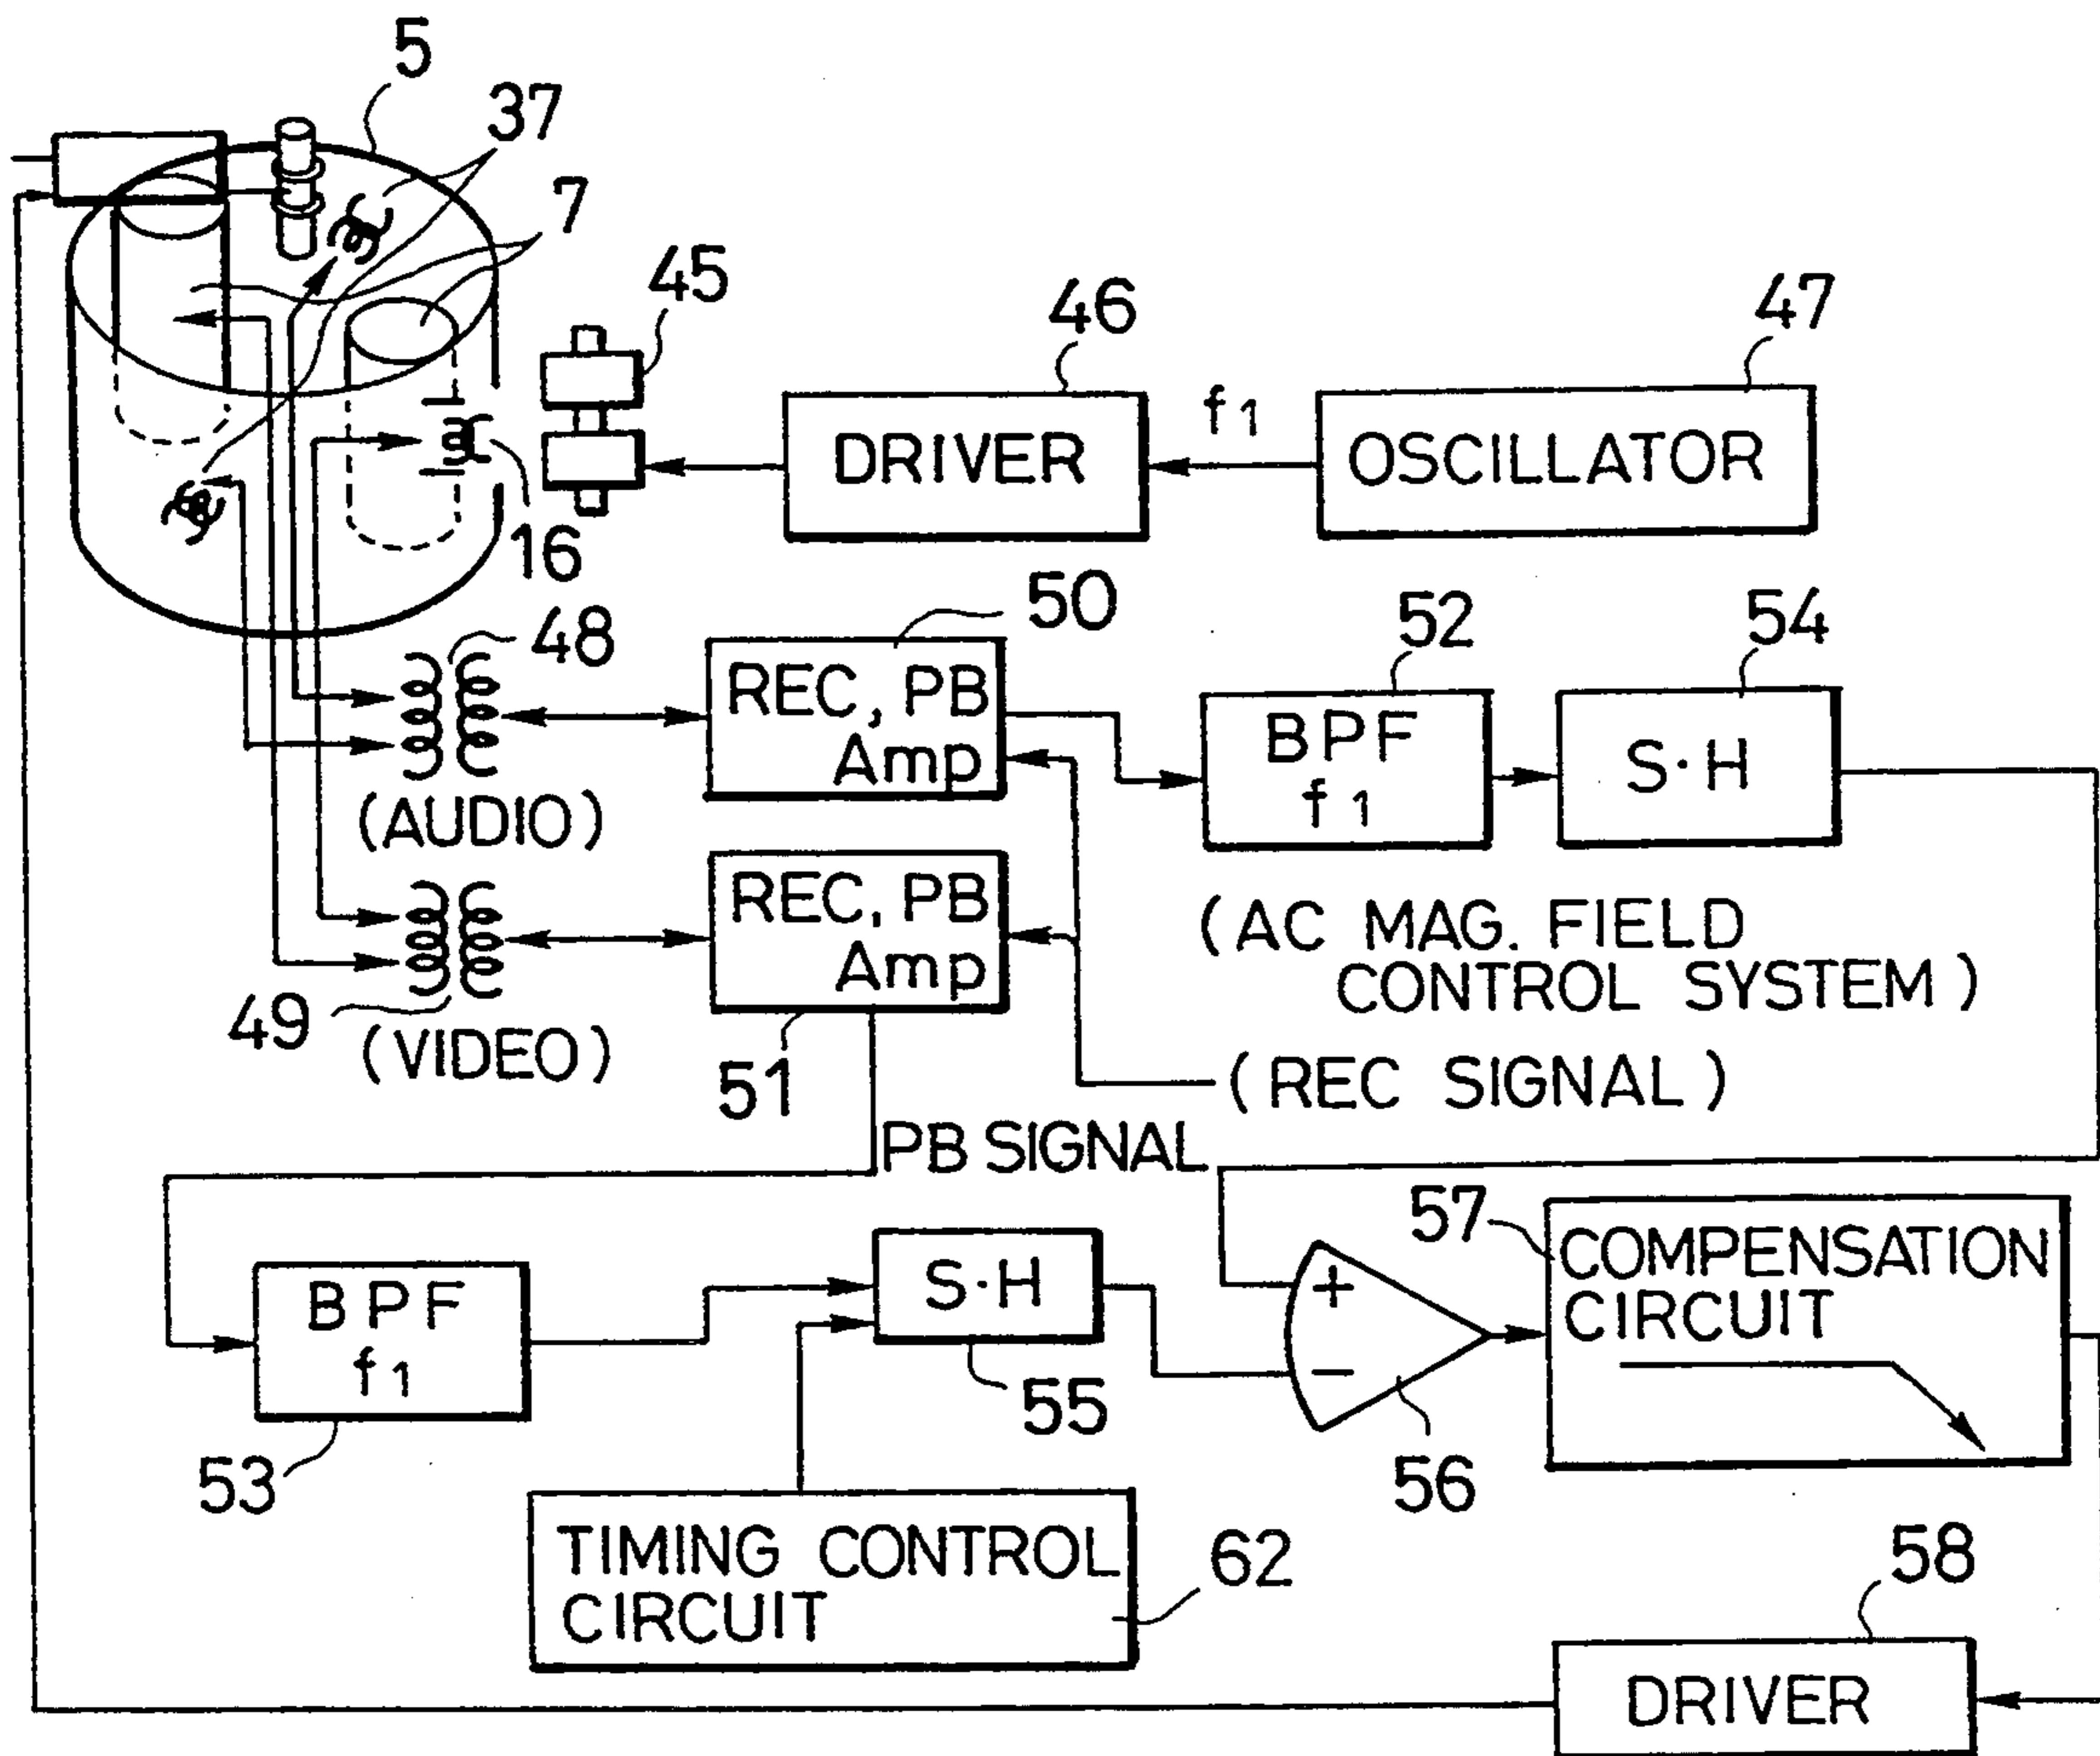 5
37
7
45
46
47
DRIVER
f1
OSCILLATOR
16
48
50
52
54
REC, PB
Amp
BPF
f1
S·H
(AUDIO)
REC, PB
Amp
(AC MAG. FIELD
CONTROL SYSTEM)
49
(VIDEO)
51
(REC SIGNAL)
PB SIGNAL
57
COMPENSATION
CIRCUIT
BPF
f1
S·H
+
−
53
55
56
TIMING CONTROL
CIRCUIT
62
58
DRIVER